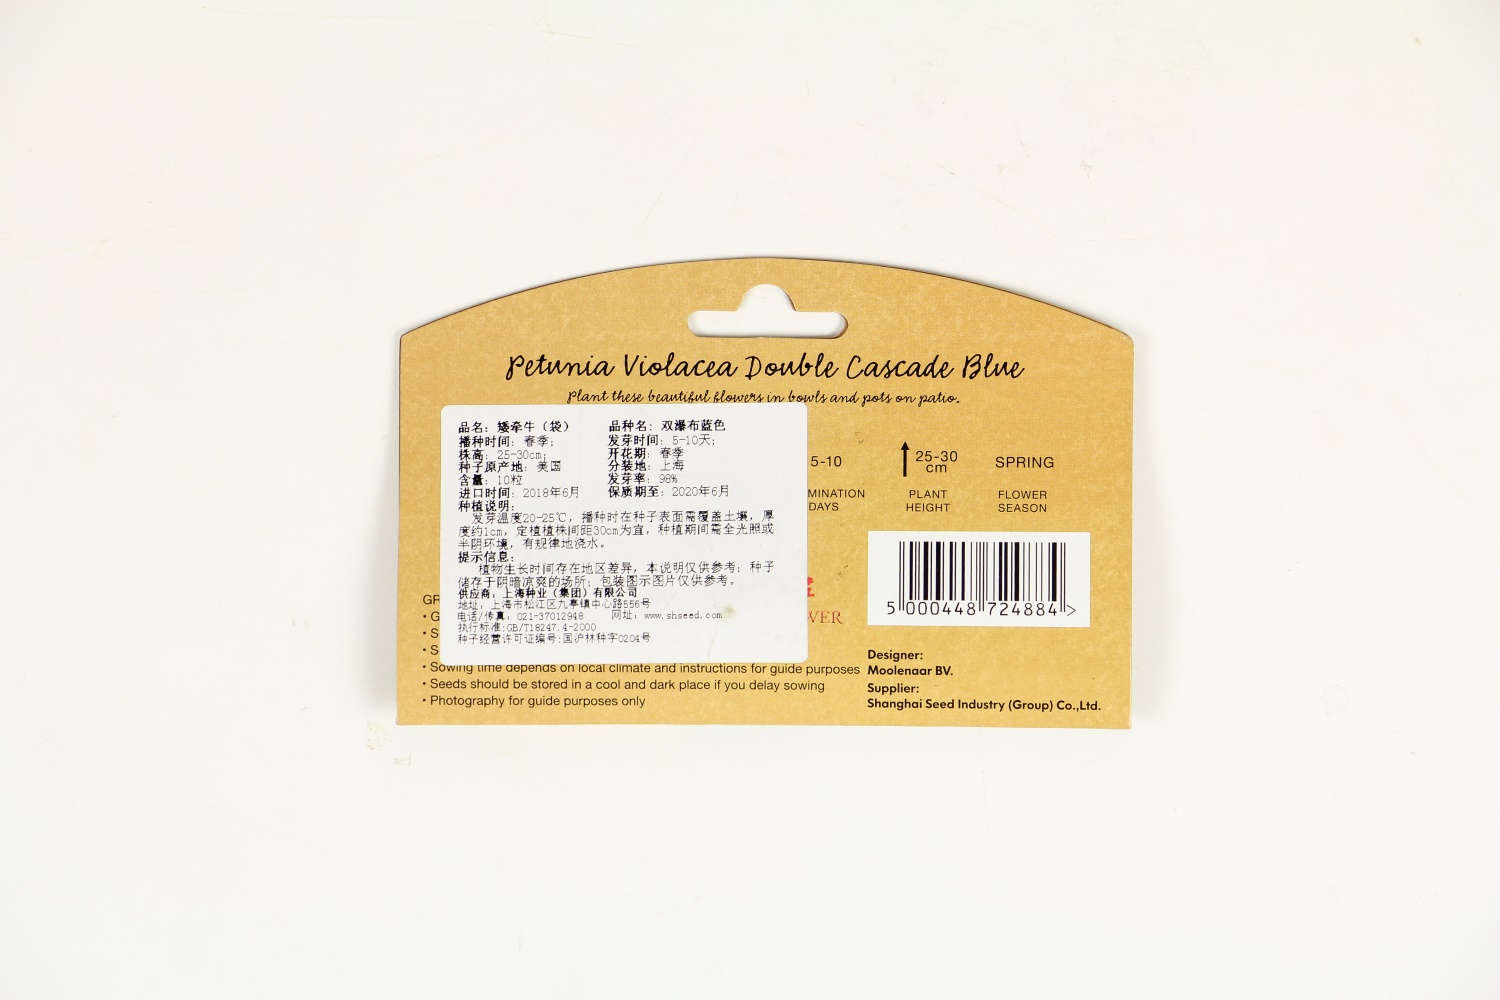 Petunia Violacea Double Cascade Blue
Plant these beautiful flowers in bowls and pots on patio.
品名：矮牵牛（袋） 品种名：双瀑布蓝色
播种时间：春季； 发芽时间：5-10天；
株高：25-30cm； 开花期：春季
种子原产地：美国 分装地：上海
含量：10粒 发芽率：98%
进口时间：2018年6月 保质期至：2020年6月
种植说明：
发芽温度20-25℃，播种时在种子表面需覆盖土壤，厚
度约1cm，定植植株间距30cm为宜，种植期间需全光照或
半阴环境，有规律地浇水。
提示信息：
植物生长时间存在地区差异，本说明仅供参考；种子
储存于阴暗凉爽的场所；包装图示图片仅供参考。
供应商：上海种业（集团）有限公司
地址：上海市松江区九亭镇中心路556号
电话/传真：021-37012948 网址：www.shseed.com
执行标准:GB/T18247.4-2000
种子经营许可证编号:国沪林种字0204号
5-10
MINATION
DAYS
25-30
cm
PLANT
HEIGHT
SPRING
FLOWER
SEASON
5 000448 724884 >
GR
• G
• S
• S
VER
• Sowing time depends on local climate and instructions for guide purposes
• Seeds should be stored in a cool and dark place if you delay sowing
• Photography for guide purposes only
Designer:
Moolenaar BV.
Supplier:
Shanghai Seed Industry (Group) Co.,Ltd.